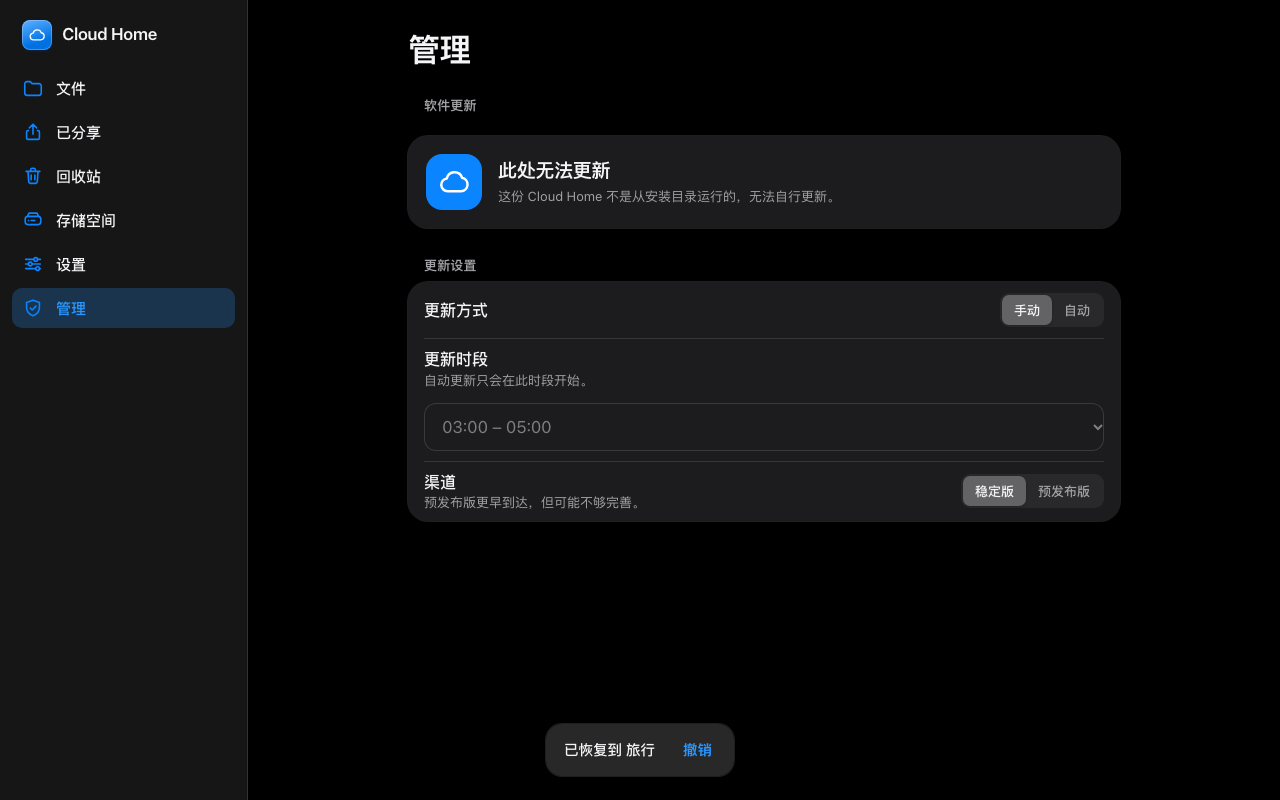 Cloud Home
文件
已分享
回收站
存储空间
设置
管理
管理
软件更新
此处无法更新
这份 Cloud Home 不是从安装目录运行的，无法自行更新。
更新设置
更新方式
手动 自动
更新时段
自动更新只会在此时段开始。
03:00 – 05:00
渠道
预发布版更早到达，但可能不够完善。
稳定版 预发布版
已恢复到 旅行 撤销